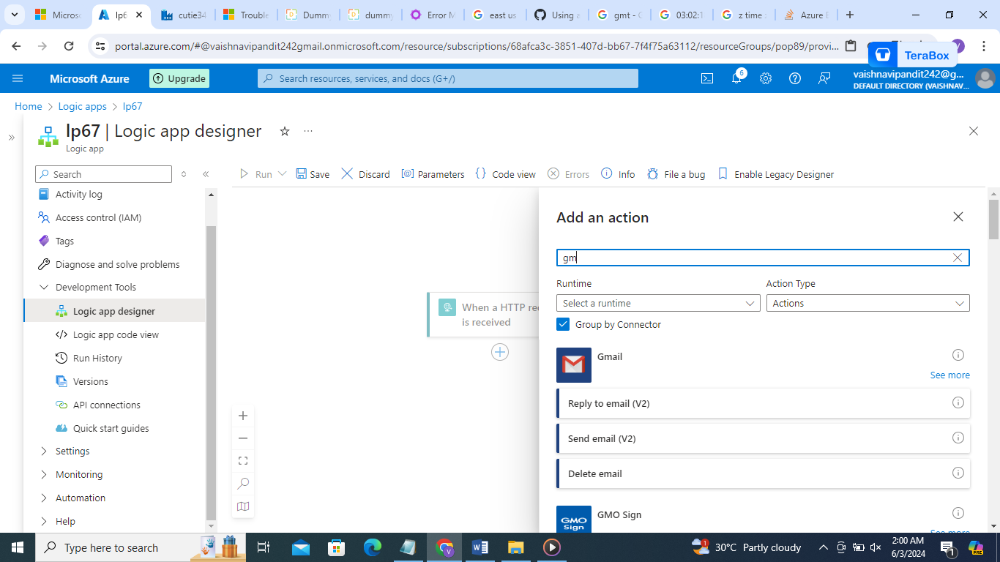 Micros
lp6
cutie34
Trouble
Dummy
dummy
Error M
east us
Using a
gmt - G
03:02:1
z time
Azure E
portal.azure.com/#@vaishnavipandit242gmail.onmicrosoft.com/resource/subscriptions/68afca3c-3851-407d-bb67-7f4f75a63112/resourceGroups/pop89/provi...
TeraBox
Microsoft Azure
Upgrade
Search resources, services, and docs (G+/)
6
vaishnavipandit242@g...
DEFAULT DIRECTORY (VAISHNAV...
Home > Logic apps > lp67
lp67 | Logic app designer
Logic app
Search
Run
Save
Discard
Parameters
Code view
Errors
Info
File a bug
Enable Legacy Designer
Activity log
Access control (IAM)
Tags
Diagnose and solve problems
Development Tools
Logic app designer
Logic app code view
Run History
Versions
API connections
Quick start guides
Settings
Monitoring
Automation
Help
When a HTTP re
is received
Add an action
gm
Runtime
Action Type
Select a runtime
Actions
Group by Connector
Gmail
See more
Reply to email (V2)
Send email (V2)
Delete email
GMO
Sign
GMO Sign
See more
Type here to search
30°C Partly cloudy
2:00 AM
6/3/2024
1
PRE